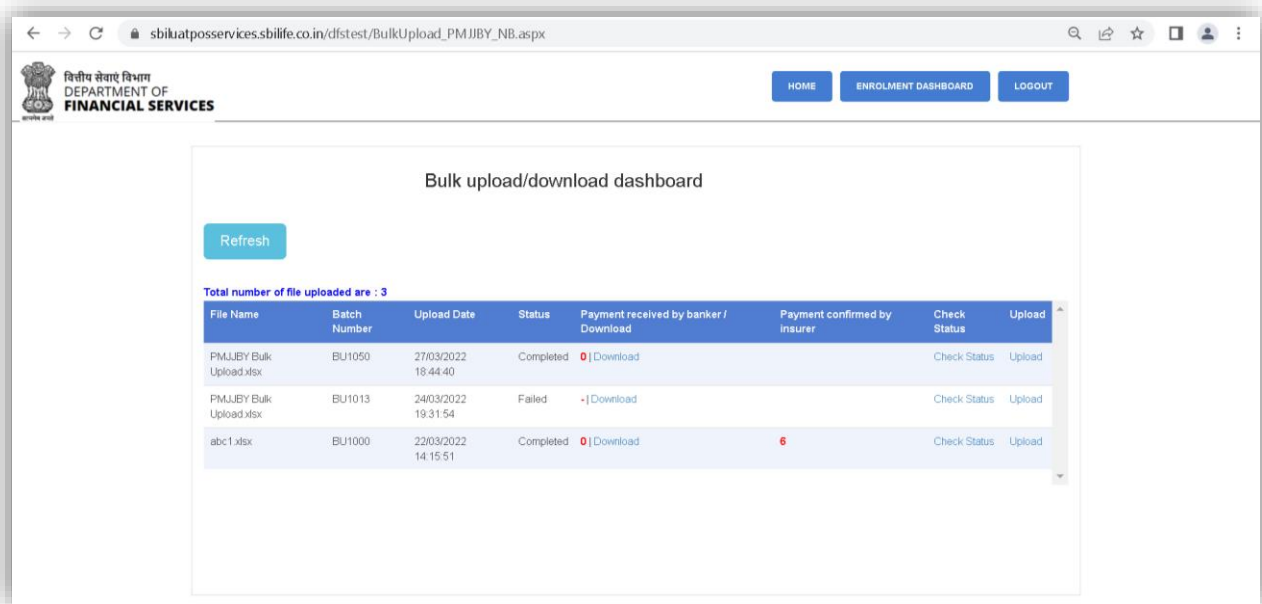 sbiluatposservices.sbilife.co.in/dfstest/BulkUpload_PMJJBY_NB.aspx
वित्तीय सेवाएं विभाग
DEPARTMENT OF
FINANCIAL SERVICES
सत्यमेव जयते
HOME ENROLMENT DASHBOARD LOGOUT
Bulk upload/download dashboard
Refresh
Total number of file uploaded are : 3
File Name Batch Number Upload Date Status Payment received by banker / Download Payment confirmed by insurer Check Status Upload
PMJJBY Bulk Upload.xlsx BU1050 27/03/2022 18:44:40 Completed 0 | Download Check Status Upload
PMJJBY Bulk Upload.xlsx BU1013 24/03/2022 19:31:54 Failed - | Download Check Status Upload
abc1.xlsx BU1000 22/03/2022 14:15:51 Completed 0 | Download 6 Check Status Upload